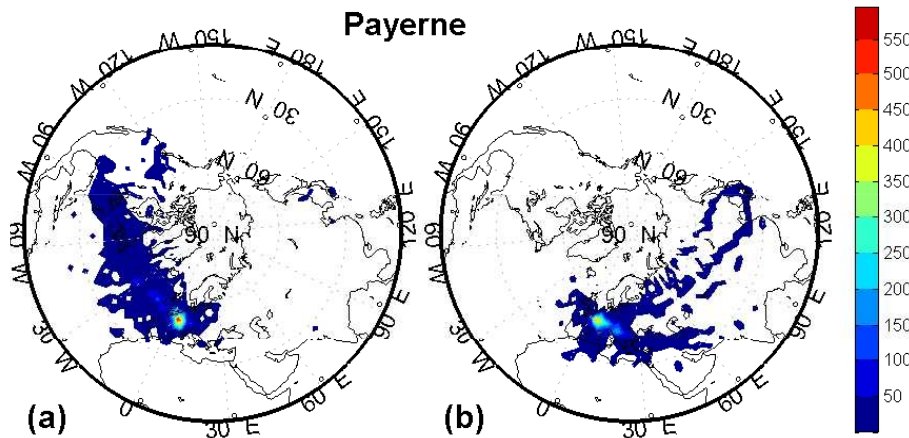 Payerne
150 W
180 E
120 W
150 E
90 W
120 E
60 W
90 E
30 W
60 E
0
30 E
30 N
60 N
90° N
(a)
150 W
180 E
120 W
150 E
90 W
120 E
60 W
90 E
30 W
60 E
0
30 E
30 N
60 N
90° N
(b)
550
500
450
400
350
300
250
200
150
100
50